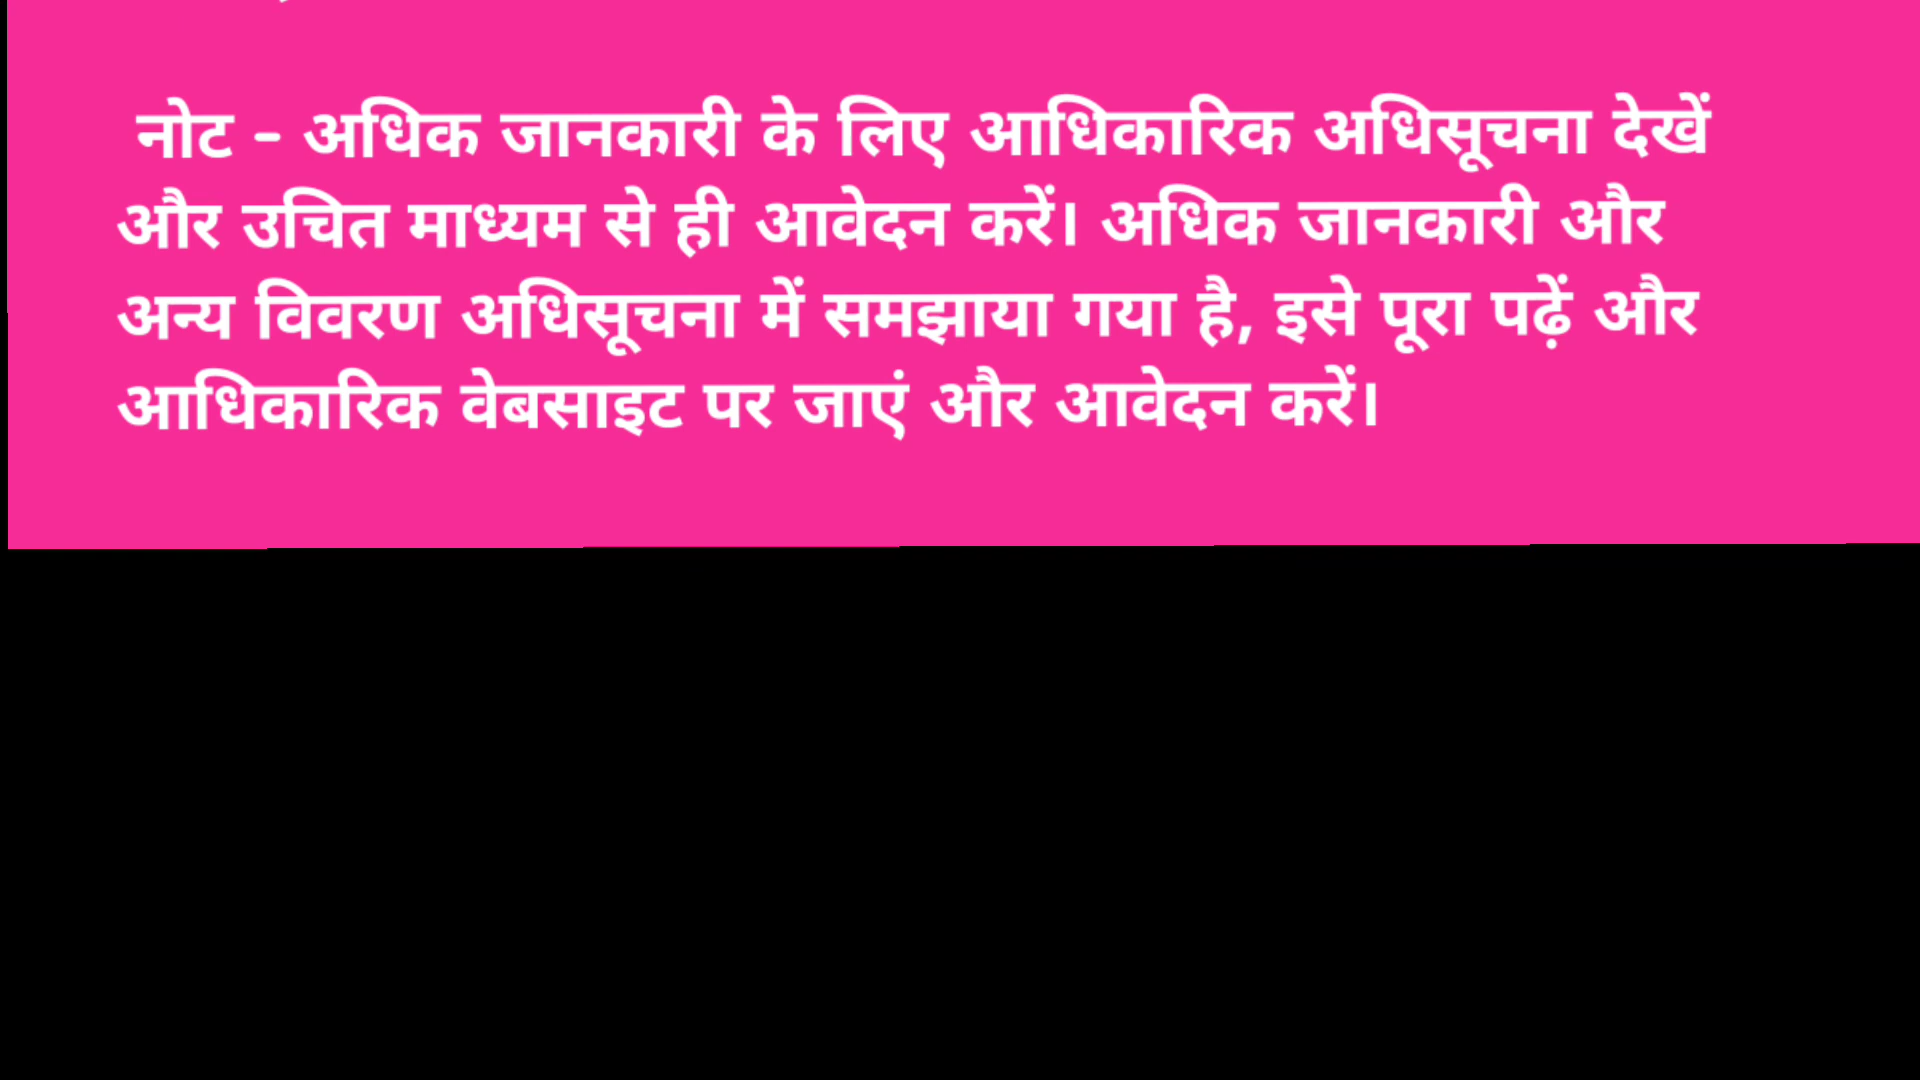 नोट - अधिक जानकारी के लिए आधिकारिक अधिसूचना देखें
और उचित माध्यम से ही आवेदन करें। अधिक जानकारी और
अन्य विवरण अधिसूचना में समझाया गया है, इसे पूरा पढ़ें और
आधिकारिक वेबसाइट पर जाएं और आवेदन करें।